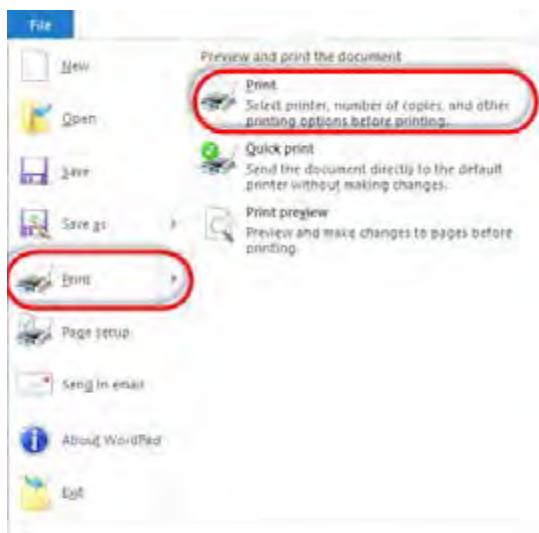 File
New
Open
Save
Save as
Print
Page setup
Send in email
About WordPad
Exit
Preview and print the document
Print
Select printer, number of copies, and other
printing options before printing.
Quick print
Send the document directly to the default
printer without making changes.
Print preview
Preview and make changes to pages before
printing.